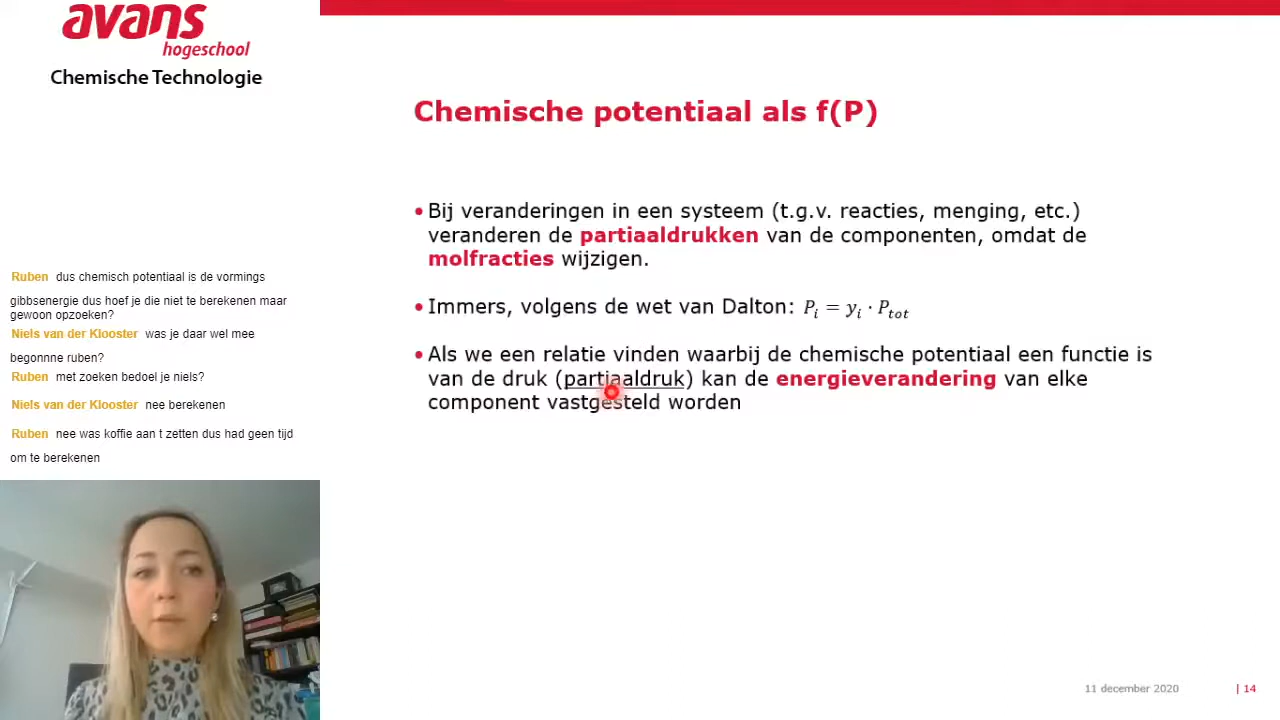 avans
hogeschool
Chemische Technologie
Ruben dus chemisch potentiaal is de vormings
gibbsenergie dus hoef je die niet te berekenen maar
gewoon opzoeken?
Niels van der Klooster was je daar wel mee
begonnne ruben?
Ruben met zoeken bedoel je niels?
Niels van der Klooster nee berekenen
Ruben nee was koffie aan t zetten dus had geen tijd
om te berekenen
Chemische potentiaal als f(P)
• Bij veranderingen in een systeem (t.g.v. reacties, menging, etc.)
veranderen de partiaaldrukken van de componenten, omdat de
molfracties wijzigen.
• Immers, volgens de wet van Dalton: P_i = y_i · P_tot
• Als we een relatie vinden waarbij de chemische potentiaal een functie is
van de druk (partiaaldruk) kan de energieverandering van elke
component vastgesteld worden
11 december 2020 | 14